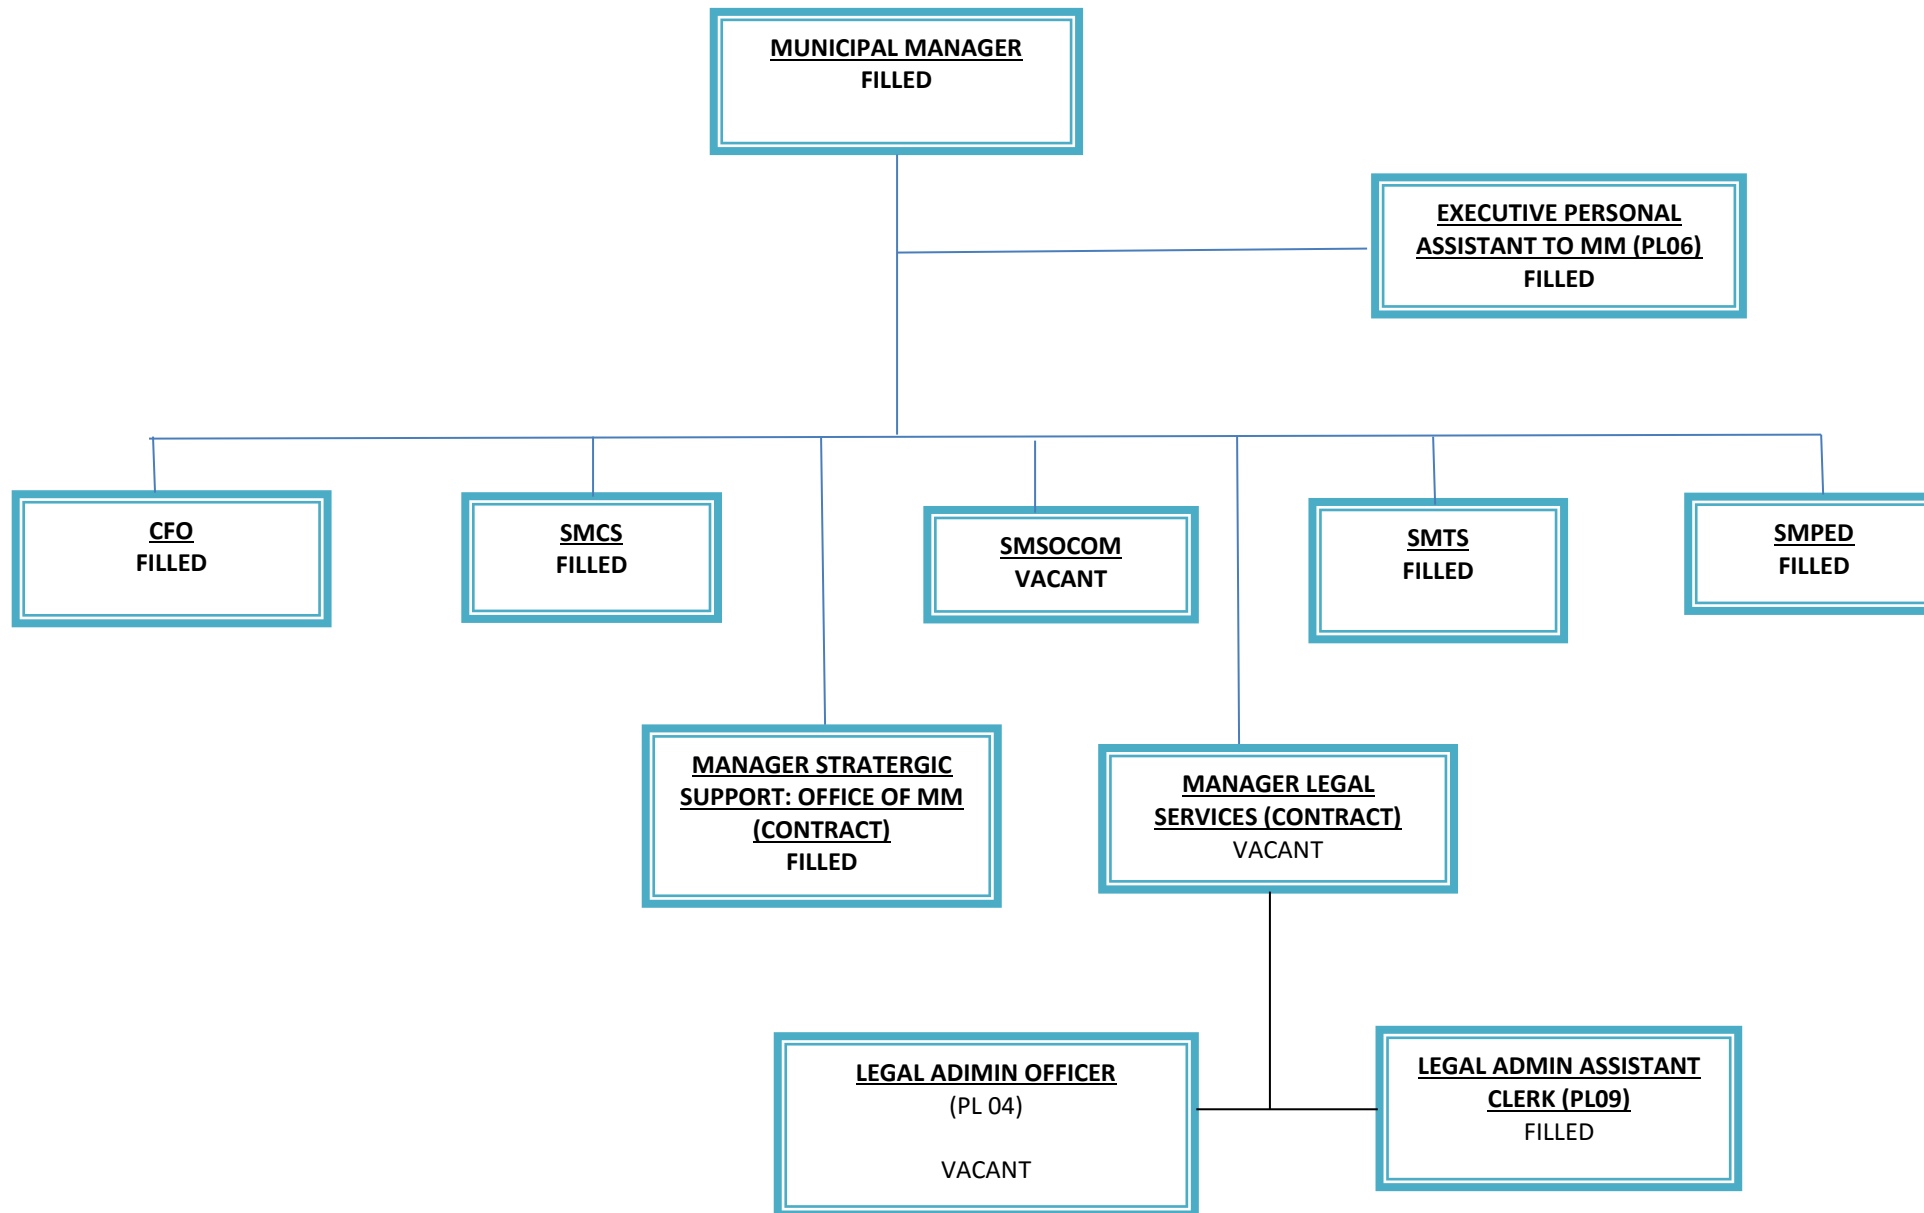 MUNICIPAL MANAGER
FILLED
EXECUTIVE PERSONAL
ASSISTANT TO MM (PL06)
FILLED
CFO
FILLED
SMCS
FILLED
SMSOCOM
VACANT
SMTS
FILLED
SMPED
FILLED
MANAGER STRATERGIC
SUPPORT: OFFICE OF MM
(CONTRACT)
FILLED
MANAGER LEGAL
SERVICES (CONTRACT)
VACANT
LEGAL ADIMIN OFFICER
(PL 04)
VACANT
LEGAL ADMIN ASSISTANT
CLERK (PL09)
FILLED